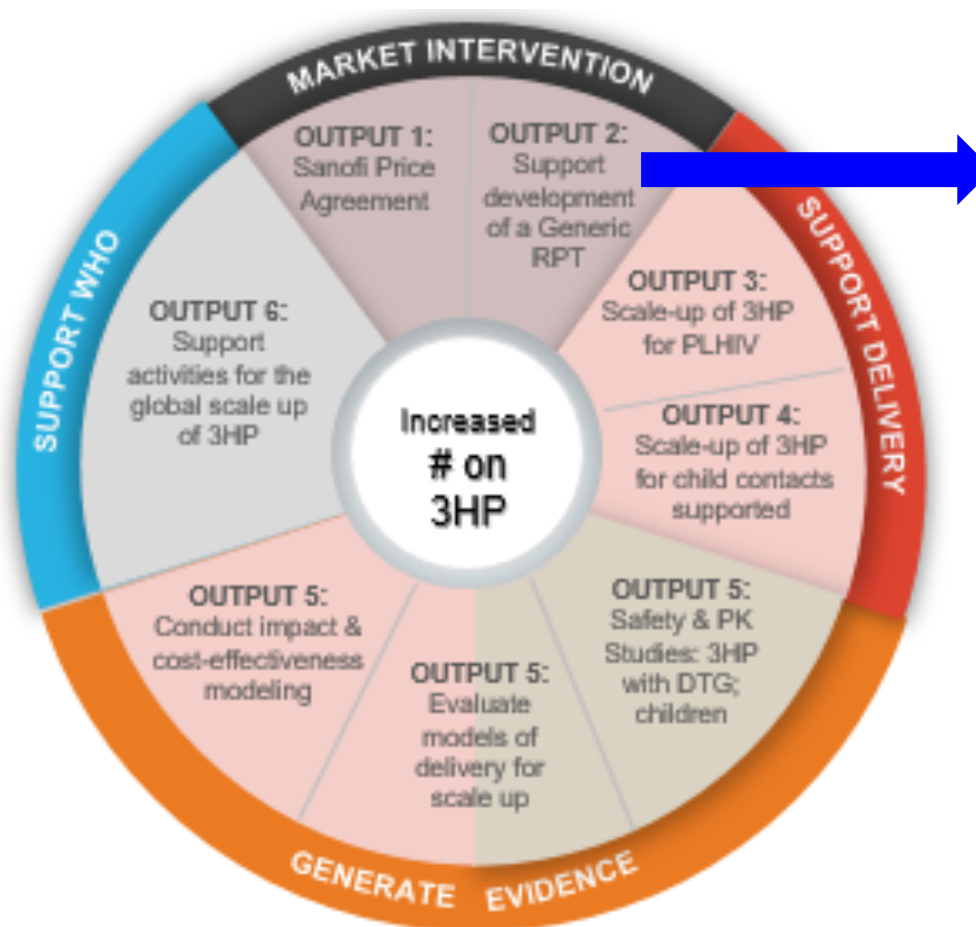 MARKET INTERVENTION
OUTPUT 1:
Sanofi Price
Agreement
OUTPUT 2:
Support
development
of a Generic
RPT
SUPPORT DELIVERY
OUTPUT 3:
Scale-up of 3HP
for PLHIV
OUTPUT 4:
Scale-up of 3HP
for child contacts
supported
GENERATE EVIDENCE
OUTPUT 5:
Safety & PK
Studies: 3HP
with DTG;
children
OUTPUT 5:
Evaluate
models of
delivery for
scale up
OUTPUT 5:
Conduct impact &
cost-effectiveness
modeling
SUPPORT WHO
OUTPUT 6:
Support
activities for the
global scale up
of 3HP
Increased
# on
3HP